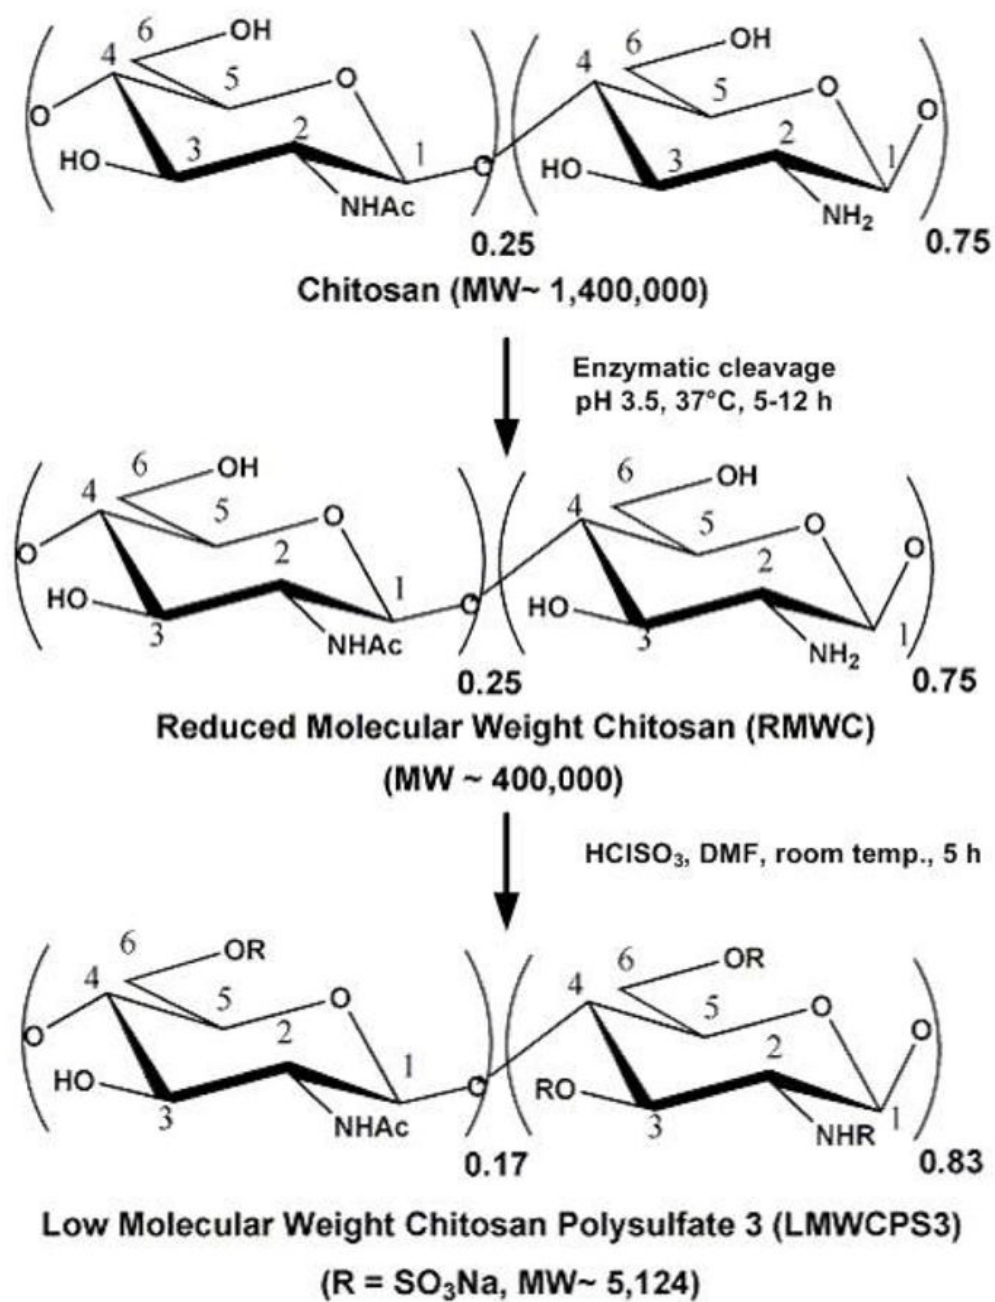 6 OH 6 OH
4 5 O 4 5 O O
O 2 1 2 1
HO 3 O HO 3
NHAc NH₂
0.25 0.75
Chitosan (MW~ 1,400,000)
Enzymatic cleavage
pH 3.5, 37°C, 5-12 h
6 OH 6 OH
4 5 O 4 5 O O
O 2 1 2
HO 3 O HO 3 1
NHAc NH₂
0.25 0.75
Reduced Molecular Weight Chitosan (RMWC)
(MW ~ 400,000)
HClSO₃, DMF, room temp., 5 h
6 OR 6 OR
4 5 O 4 5 O O
O 2 1 2
HO 3 O RO 3 1
NHAc NHR
0.17 0.83
Low Molecular Weight Chitosan Polysulfate 3 (LMWCPS3)
(R = SO₃Na, MW~ 5,124)